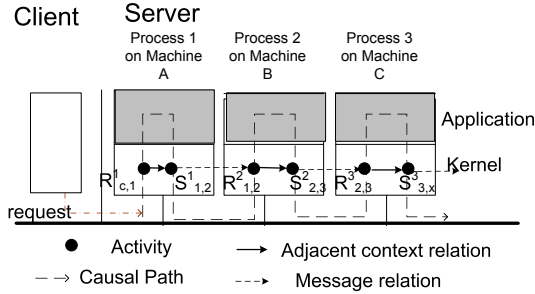 Client
Server
Process 1
on Machine
A
Process 2
on Machine
B
Process 3
on Machine
C
Application
Kernel
R¹c,1
S¹1,2
R²1,2
S²2,3
R³2,3
S³3,x
request
Activity
Adjacent context relation
Causal Path
Message relation